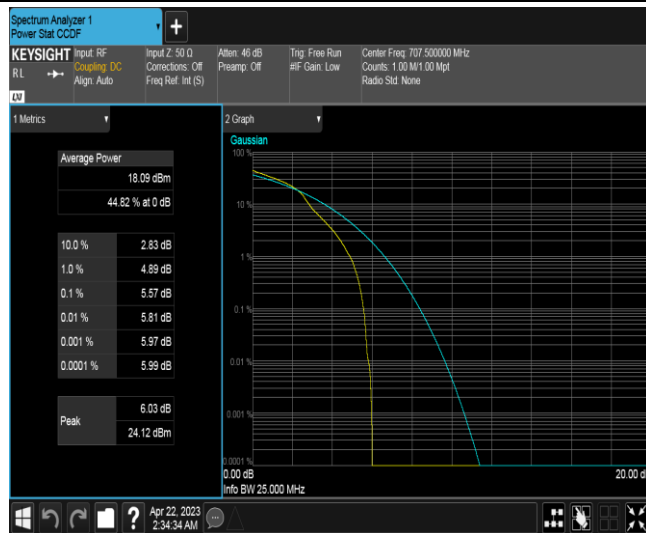 Spectrum Analyzer 1
Power Stat CCDF
+
KEYSIGHT
RL
LXI
Input: RF
Coupling: DC
Align: Auto
Input Z: 50 Ω
Corrections: Off
Freq Ref: Int (S)
Atten: 46 dB
Preamp: Off
Trig: Free Run
#IF Gain: Low
Center Freq: 707.500000 MHz
Counts: 1.00 M/1.00 Mpt
Radio Std: None
1 Metrics
Average Power
18.09 dBm
44.82 % at 0 dB
10.0 % 2.83 dB
1.0 % 4.89 dB
0.1 % 5.57 dB
0.01 % 5.81 dB
0.001 % 5.97 dB
0.0001 % 5.99 dB
Peak
6.03 dB
24.12 dBm
2 Graph
Gaussian
100 %
10 %
1 %
0.1 %
0.01 %
0.001 %
0.0001 %
0.00 dB
20.00 d
Info BW 25.000 MHz
?
Apr 22, 2023
2:34:34 AM